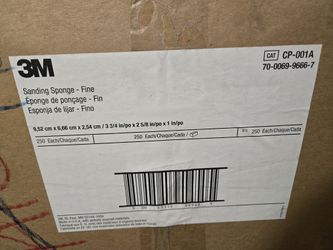 3M
CAT CP-001A
70-0069-9666-7
Sanding Sponge - Fine
Éponge de ponçage - Fin
Esponja de lijar - Fino
9,52 cm x 6,66 cm x 2,54 cm / 3 3/4 in/po x 2 5/8 in/po x 1 in/po
250 Each/Chaque/Cada
250 Each/Chaque/Cada /
250 Each/Chaque/Cada